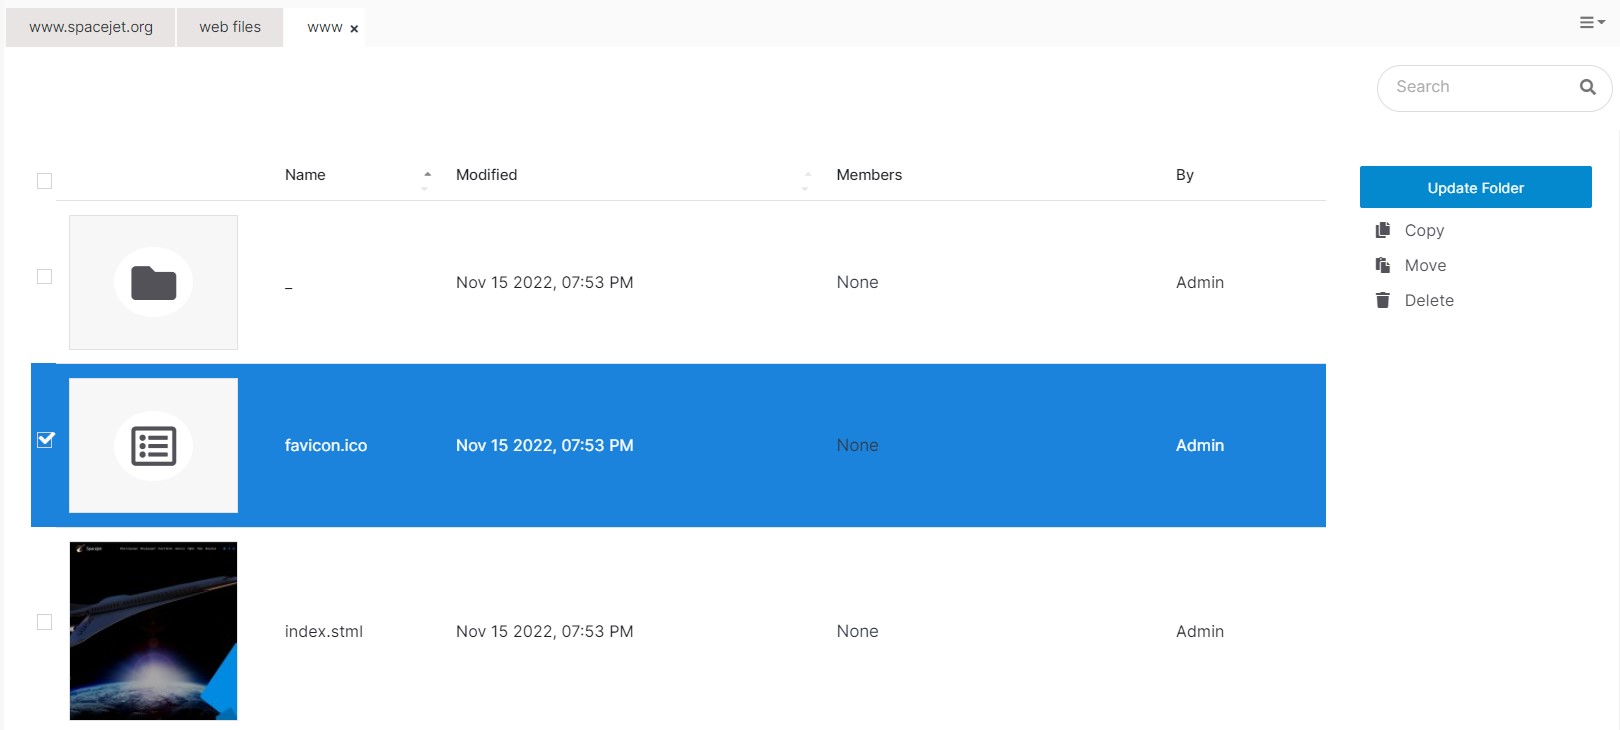 www.spacejet.org web files www ×
Search
Name Modified Members By
Update Folder
Copy
Move
Delete
_ Nov 15 2022, 07:53 PM None Admin
favicon.ico Nov 15 2022, 07:53 PM None Admin
index.stml Nov 15 2022, 07:53 PM None Admin